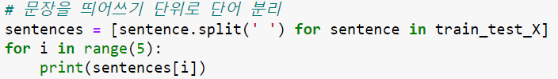 # 문장을 띄어쓰기 단위로 단어 분리
sentences = [sentence.split(' ') for sentence in train_test_X]
for i in range(5):
    print(sentences[i])